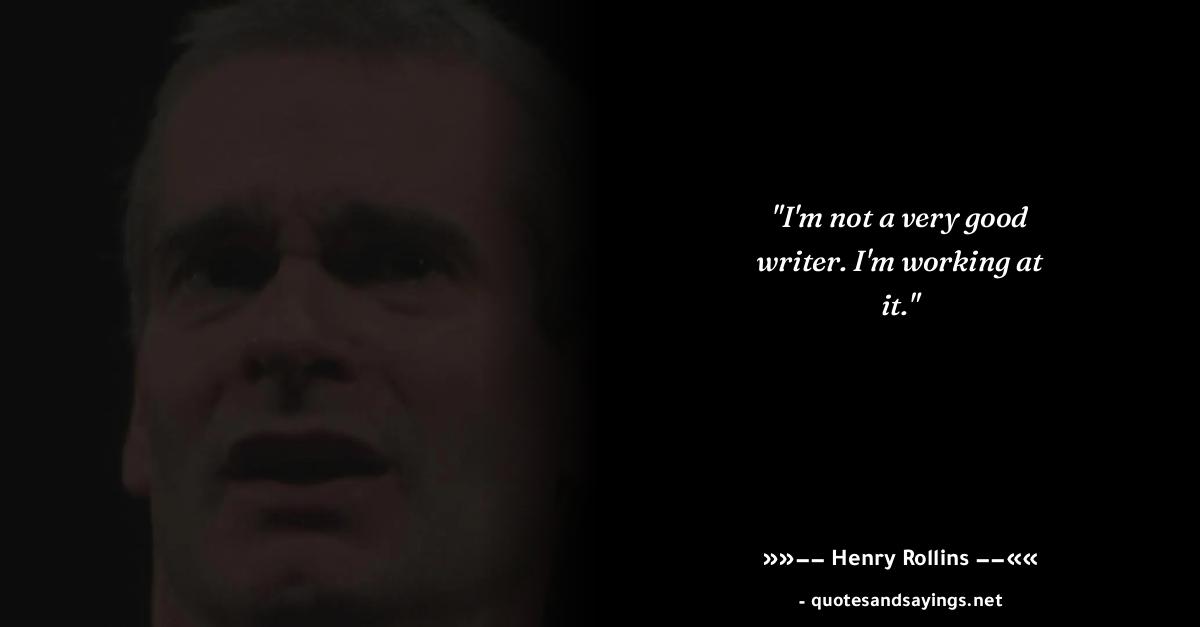 "I'm not a very good
writer. I'm working at
it."
»»−− Henry Rollins −−««
- quotesandsayings.net